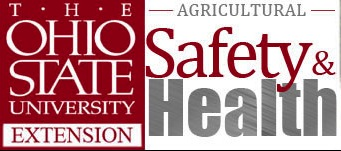 THE
OHIO
STATE
UNIVERSITY
EXTENSION
AGRICULTURAL
Safety &
Health